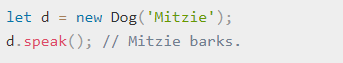 let d = new Dog('Mitzie');
d.speak(); // Mitzie barks.